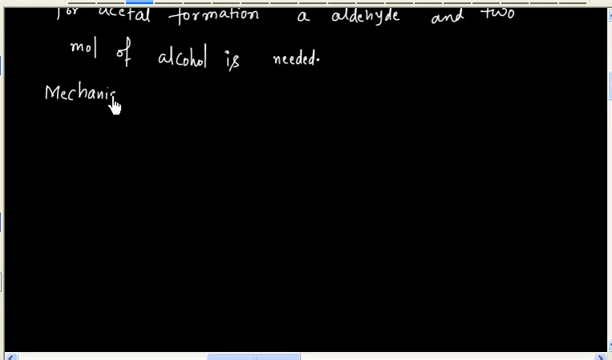 For acetal formation a aldehyde and two
mol of alcohol is needed.
Mechanis